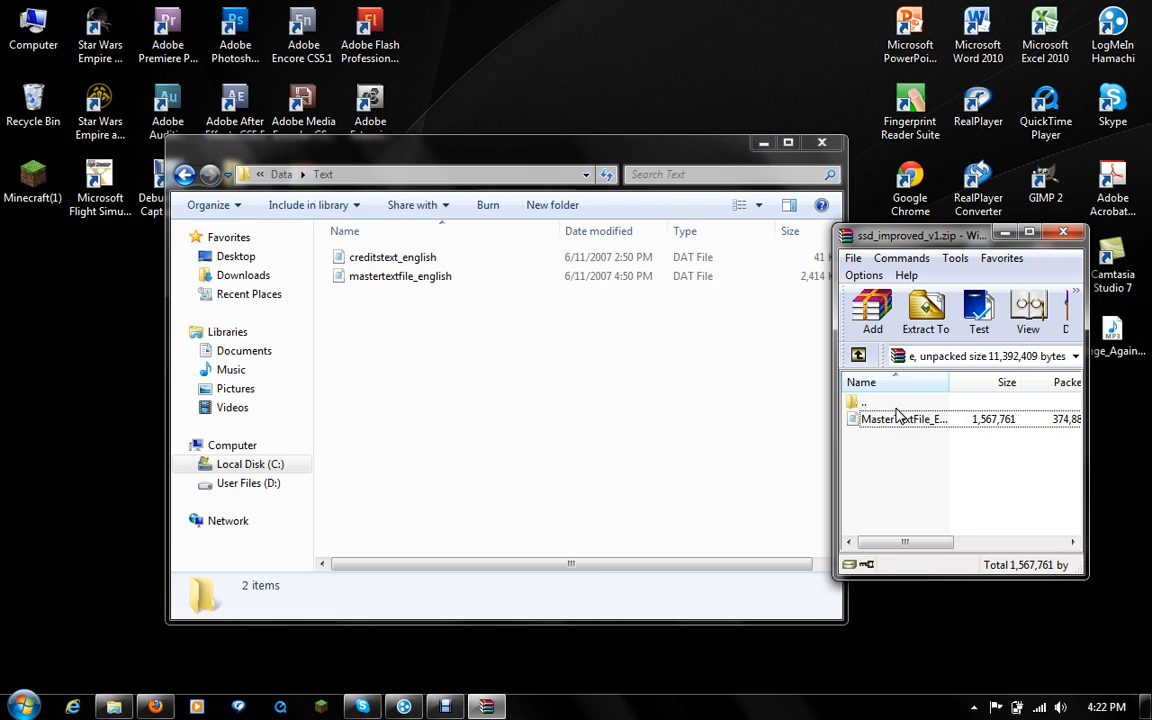 Computer
Star Wars
Empire ...
Adobe
Premiere P...
Adobe
Photosh...
Adobe
Encore CS5.1
Adobe Flash
Profession...
Microsoft
PowerPoi...
Microsoft
Word 2010
Microsoft
Excel 2010
LogMeIn
Hamachi
Recycle Bin
Star Wars
Empire a...
Adobe
Adobe After
Adobe Media
Adobe
Fingerprint
Reader Suite
RealPlayer
QuickTime
Player
Skype
Minecraft(1)
Microsoft
Flight Simu...
Google
Chrome
RealPlayer
Converter
GIMP 2
Adobe
Acrobat...
Camtasia
Studio 7
Data
Text
Search Text
Organize
Include in library
Share with
Burn
New folder
Name
Date modified
Type
Size
creditstext_english
6/11/2007 2:50 PM
DAT File
41 K
mastertextfile_english
6/11/2007 4:50 PM
DAT File
2,414
Favorites
Desktop
Downloads
Recent Places
Libraries
Documents
Music
Pictures
Videos
Computer
Local Disk (C:)
User Files (D:)
Network
2 items
ssd_improved_v1.zip - Wi...
File
Commands
Tools
Favorites
Options
Help
Add
Extract To
Test
View
D
e, unpacked size 11,392,409 bytes
Name
Size
Packe
..
1,567,761
374,88
Total 1,567,761 by
4:22 PM